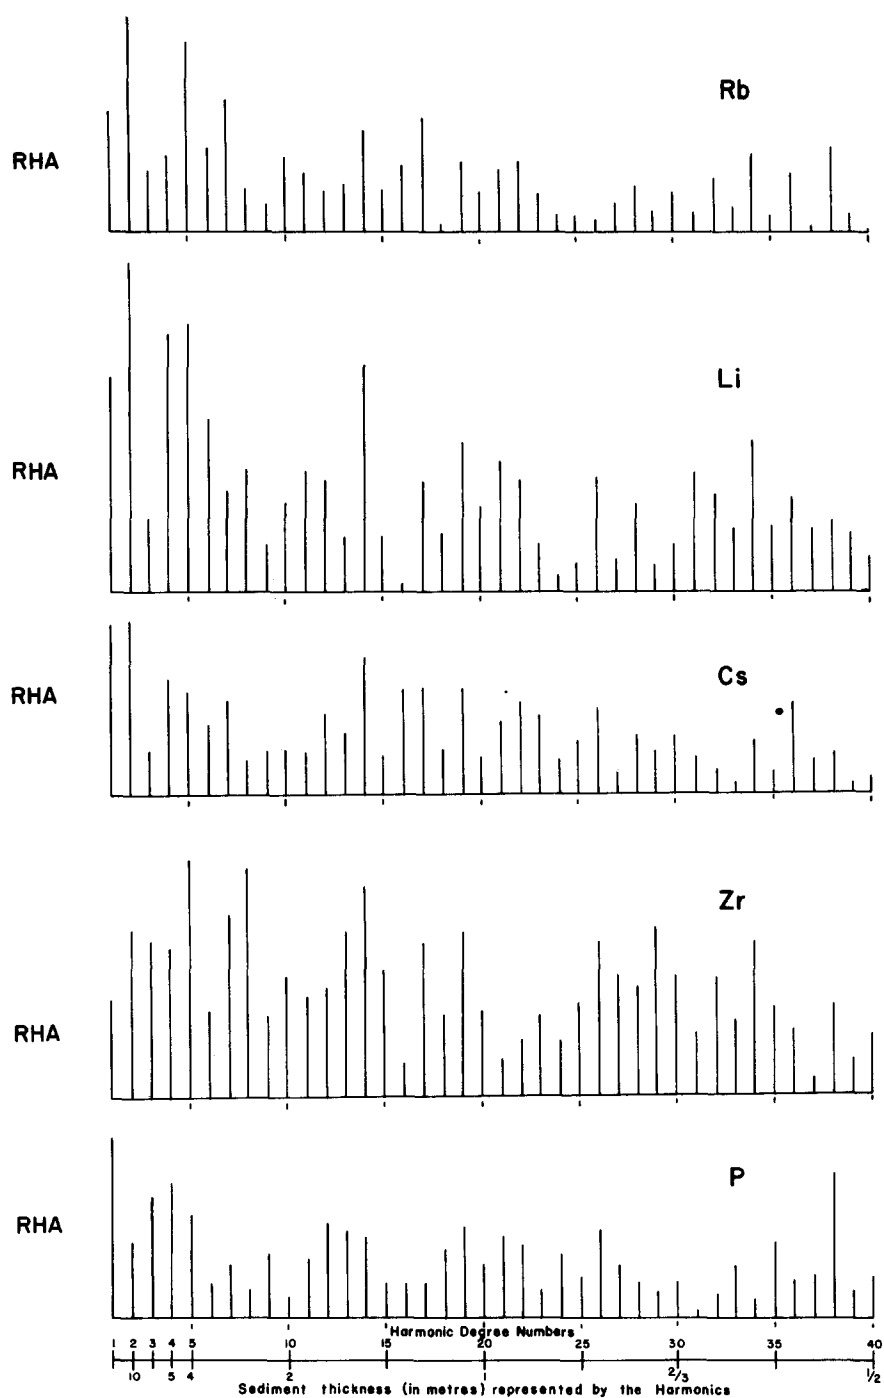 Rb
RHA
Li
RHA
Cs
RHA
Zr
RHA
P
RHA
Harmonic Degree Numbers
1 2 3 4 5 10 15 20 25 30 35 40
10 5 4 2 1 2/3 1/2
Sediment thickness (in metres) represented by the Harmonics